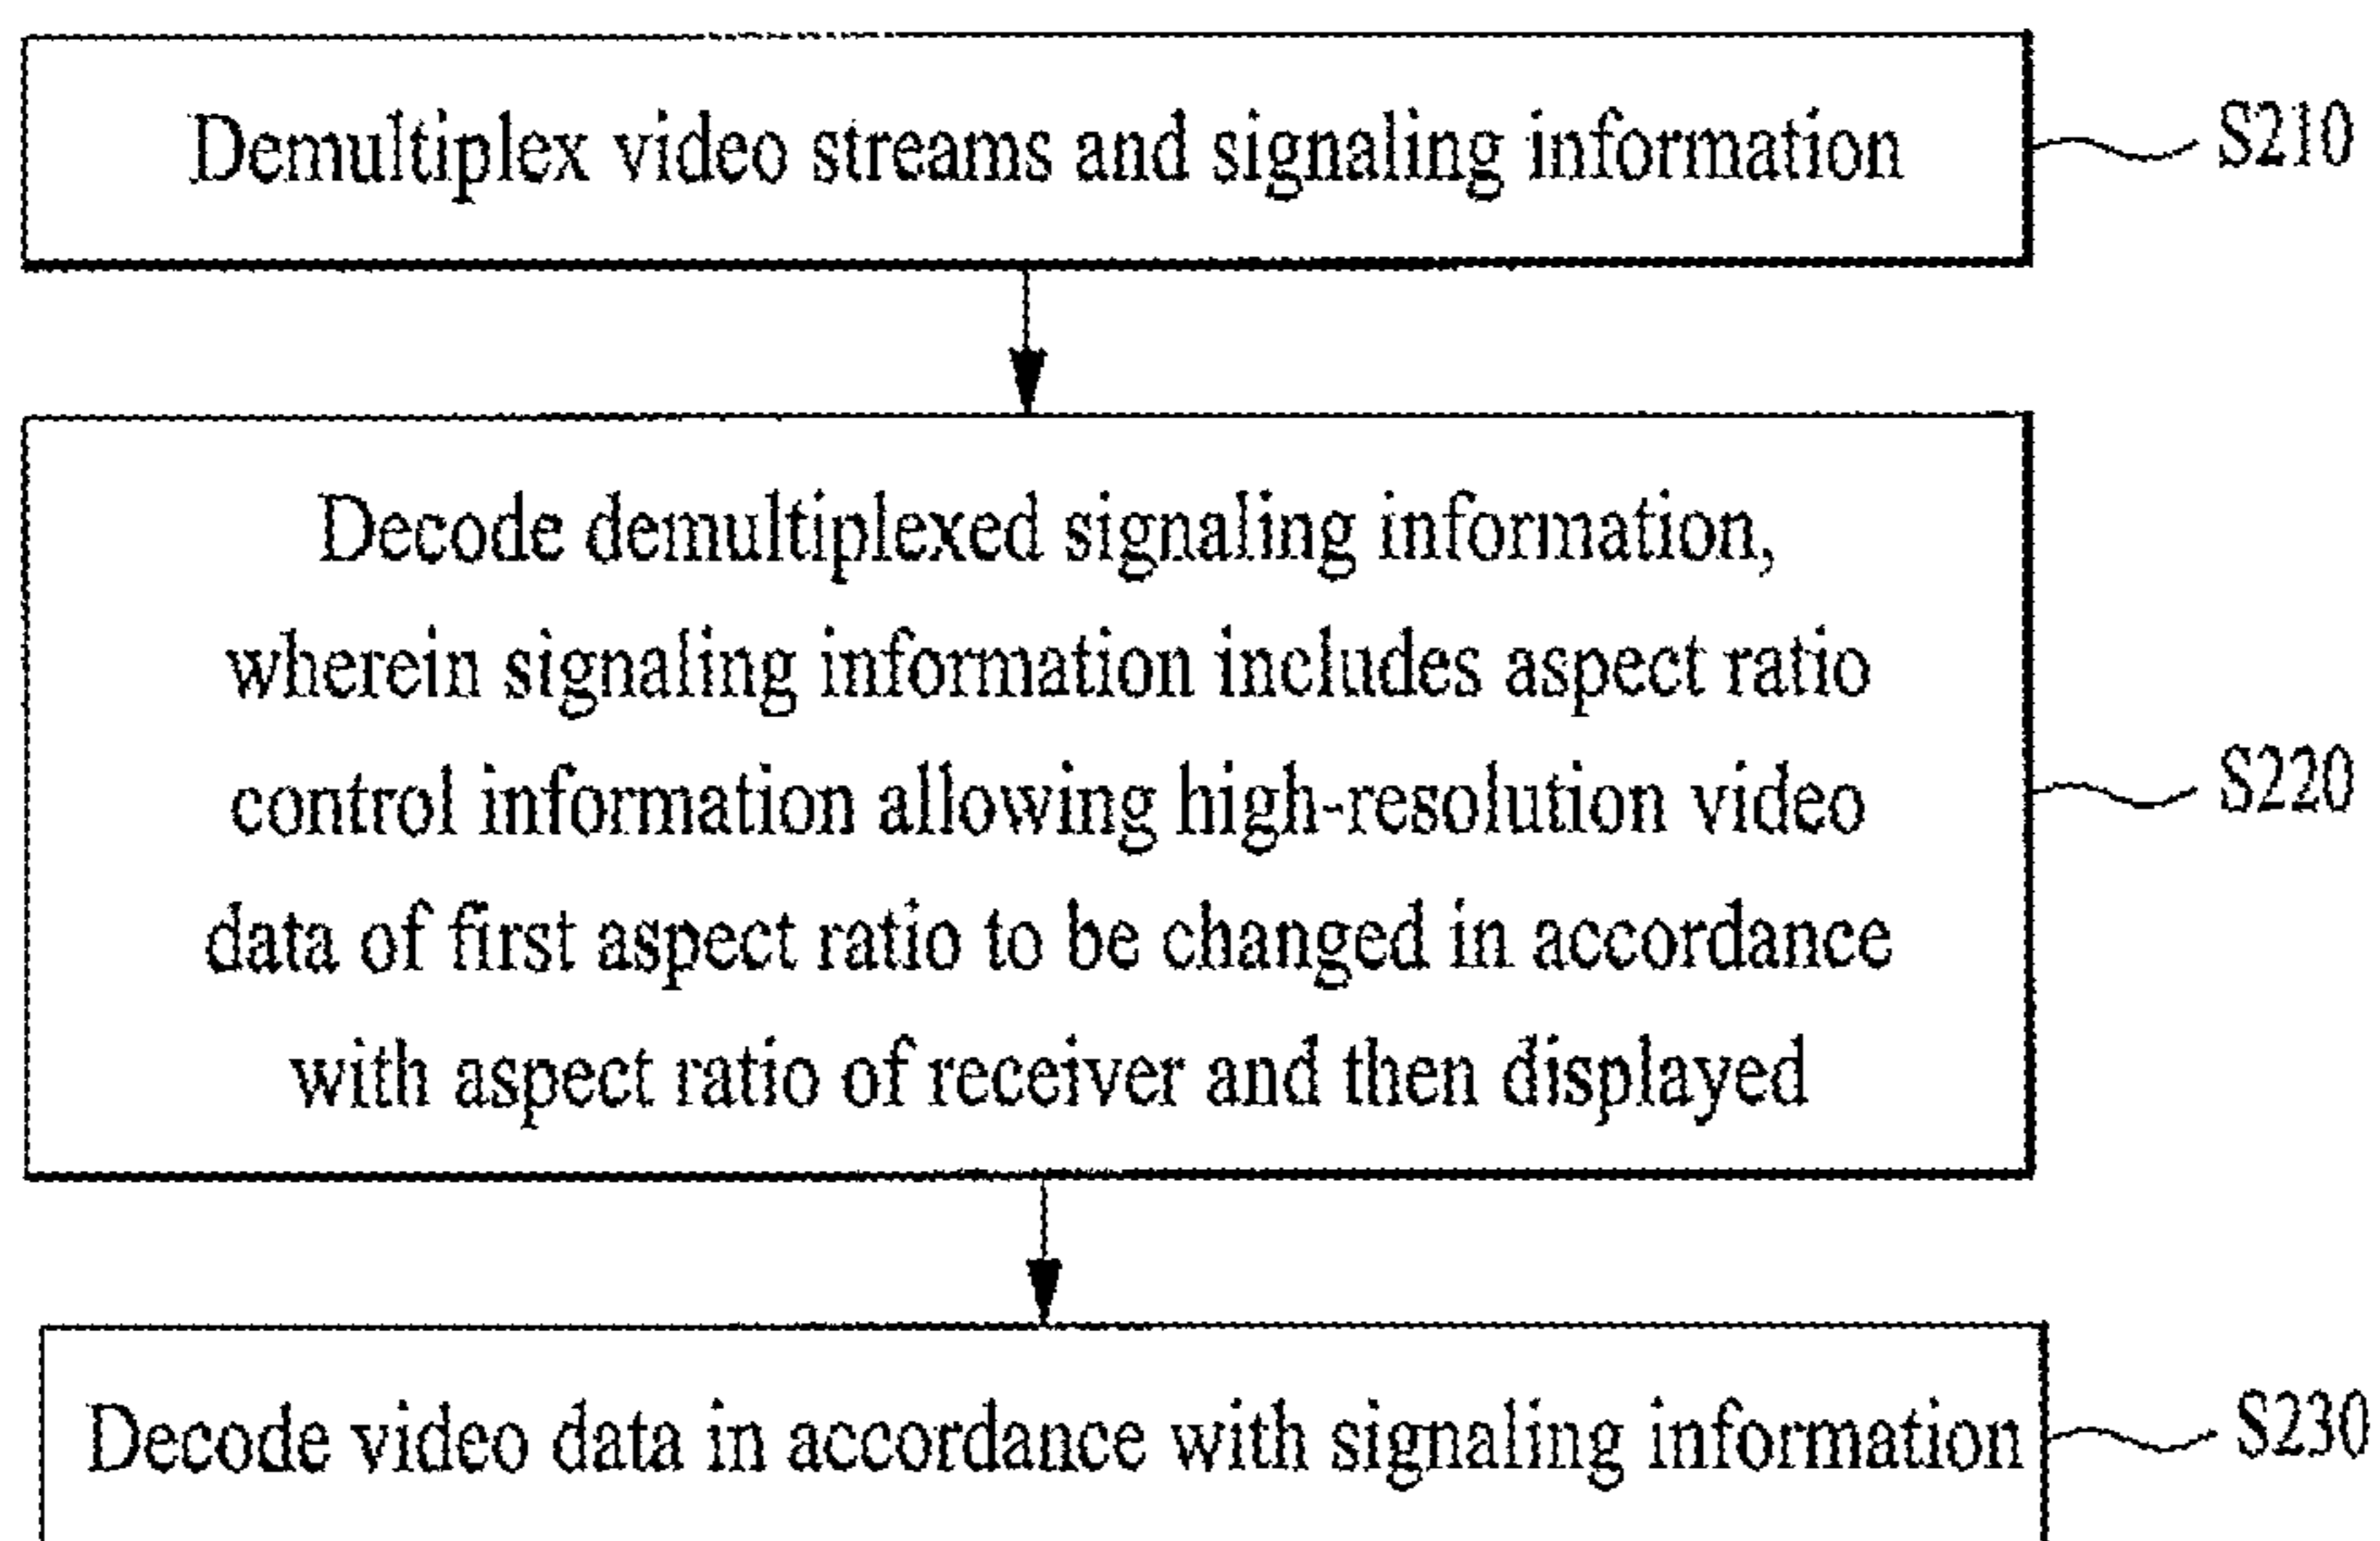 Demultiplex video streams and signaling information
S210
Decode demultiplexed signaling information,
wherein signaling information includes aspect ratio
control information allowing high-resolution video
data of first aspect ratio to be changed in accordance
with aspect ratio of receiver and then displayed
S220
Decode video data in accordance with signaling information
S230